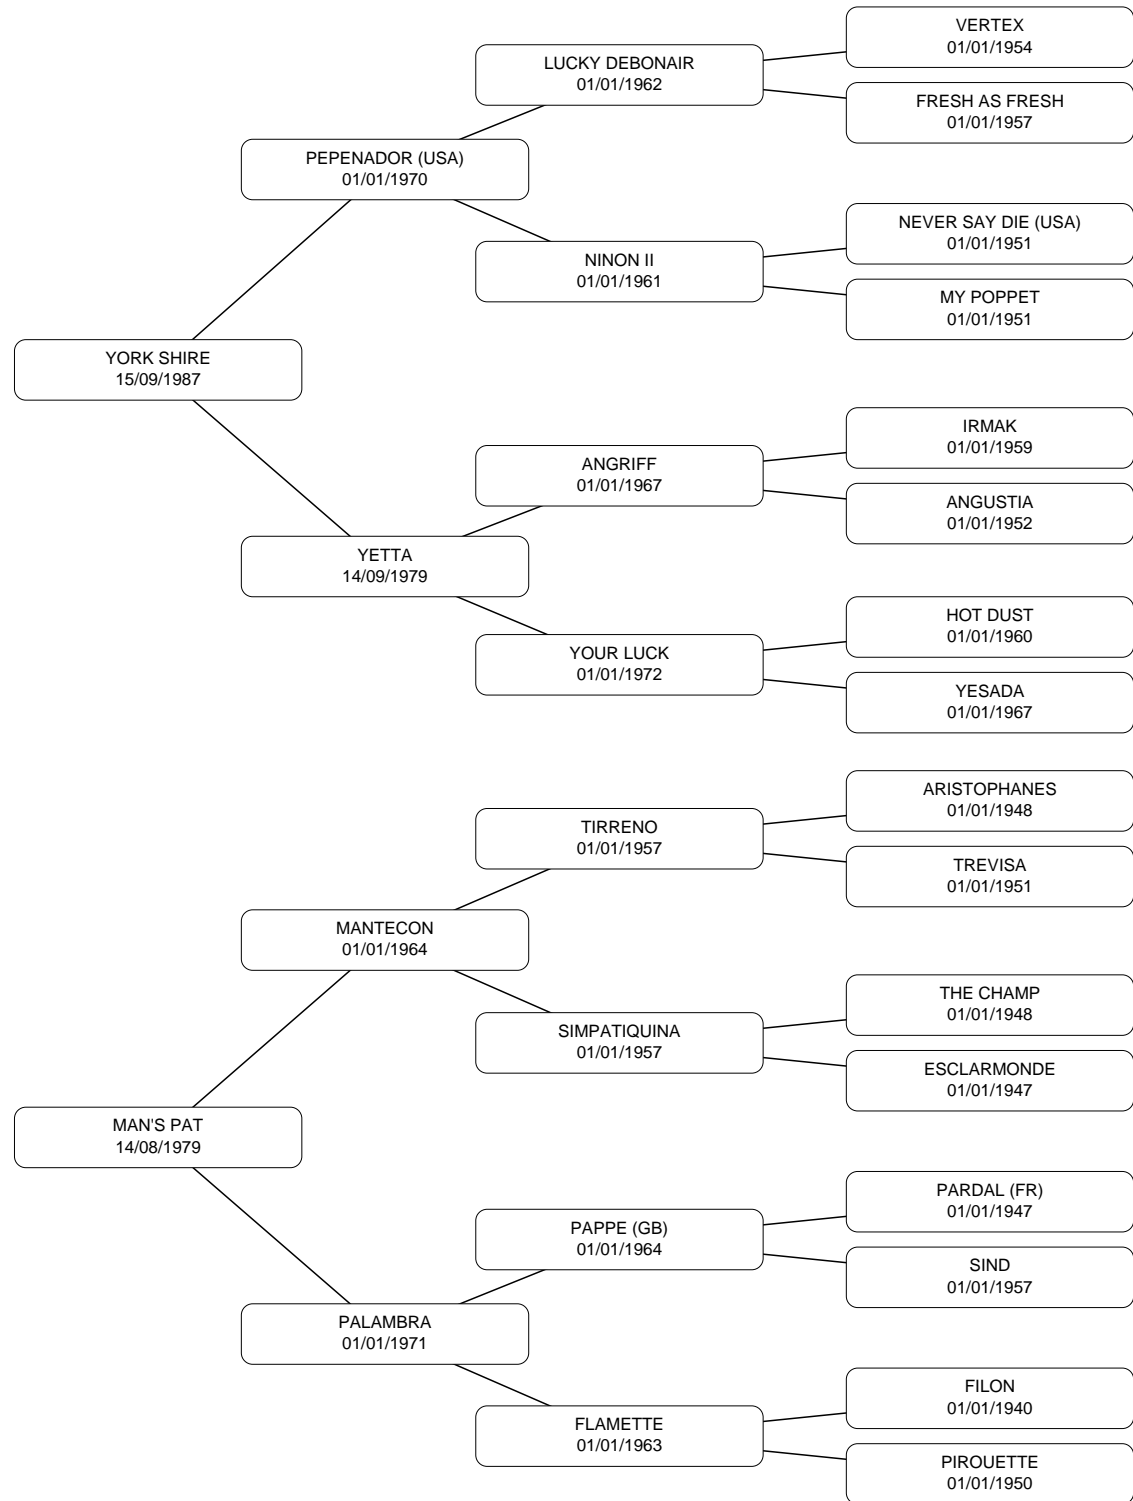 VERTEX
01/01/1954
LUCKY DEBONAIR
01/01/1962
FRESH AS FRESH
01/01/1957
PEPENADOR (USA)
01/01/1970
NEVER SAY DIE (USA)
01/01/1951
NINON II
01/01/1961
MY POPPET
01/01/1951
YORK SHIRE
15/09/1987
IRMAK
01/01/1959
ANGRIFF
01/01/1967
ANGUSTIA
01/01/1952
YETTA
14/09/1979
HOT DUST
01/01/1960
YOUR LUCK
01/01/1972
YESADA
01/01/1967
ARISTOPHANES
01/01/1948
TIRRENO
01/01/1957
TREVISA
01/01/1951
MANTECON
01/01/1964
THE CHAMP
01/01/1948
SIMPATIQUINA
01/01/1957
ESCLARMONDE
01/01/1947
MAN'S PAT
14/08/1979
PARDAL (FR)
01/01/1947
PAPPE (GB)
01/01/1964
SIND
01/01/1957
PALAMBRA
01/01/1971
FILON
01/01/1940
FLAMETTE
01/01/1963
PIROUETTE
01/01/1950